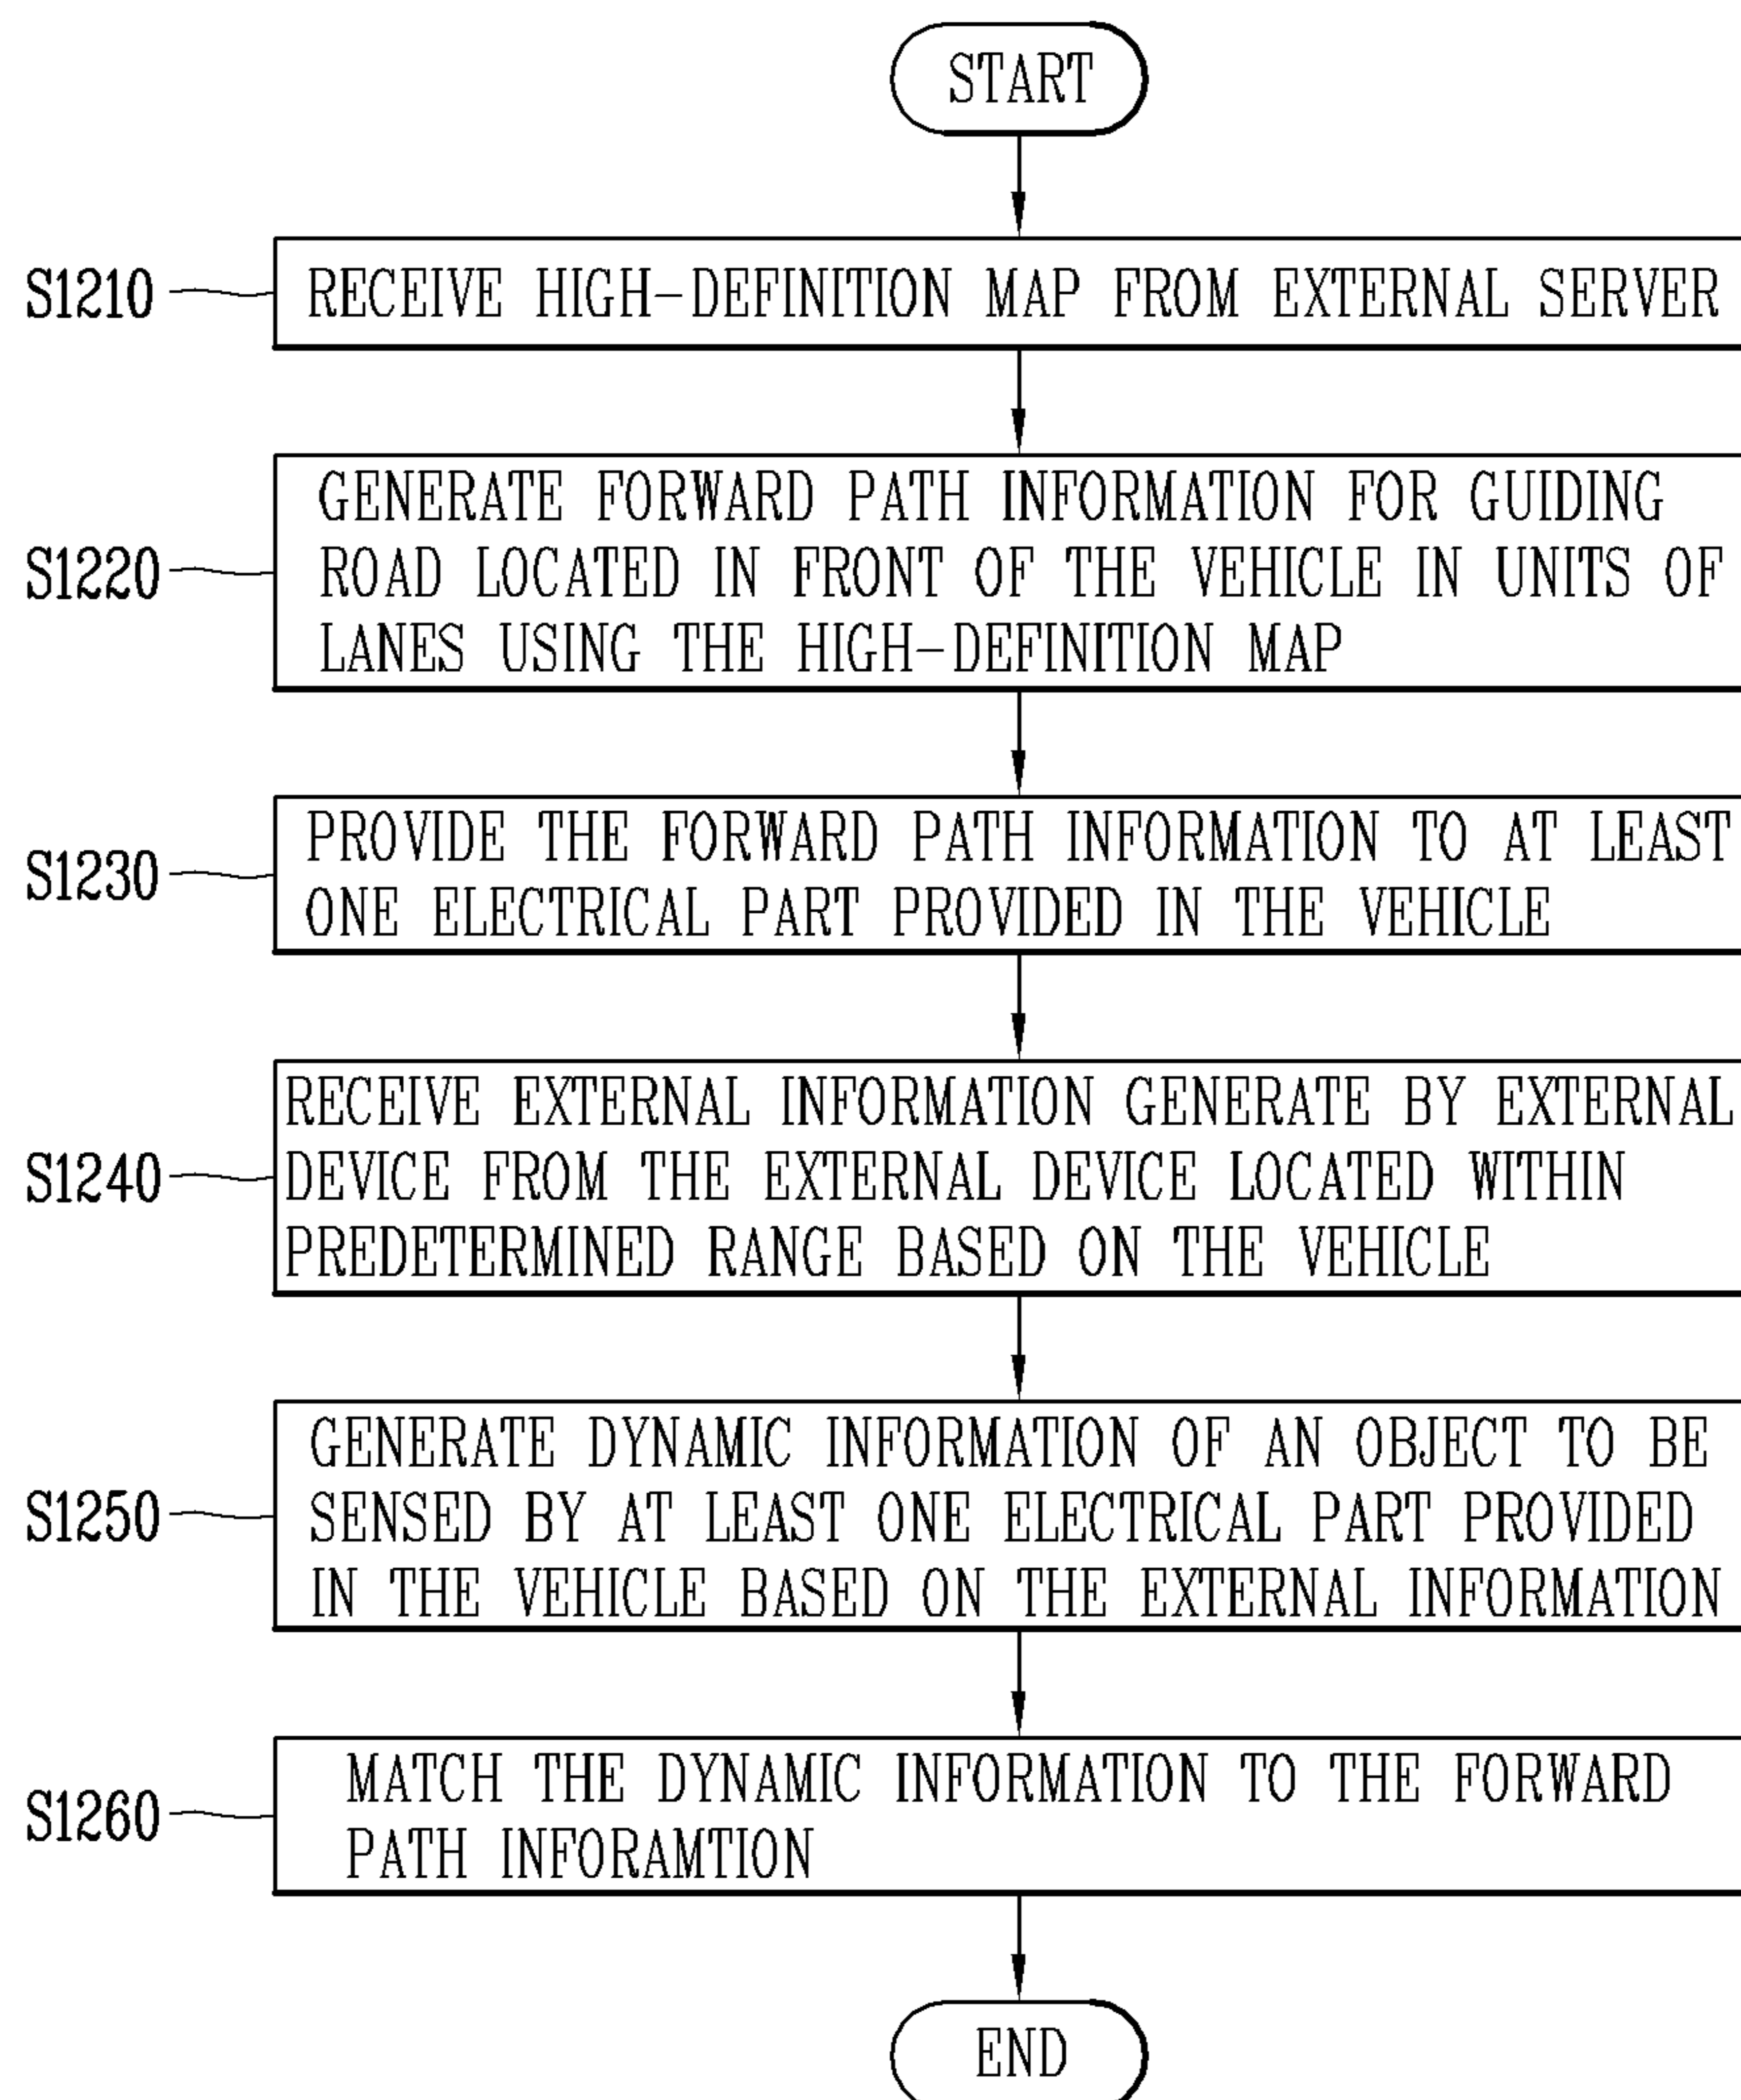 START
S1210
RECEIVE HIGH-DEFINITION MAP FROM EXTERNAL SERVER
S1220
GENERATE FORWARD PATH INFORMATION FOR GUIDING
ROAD LOCATED IN FRONT OF THE VEHICLE IN UNITS OF
LANES USING THE HIGH-DEFINITION MAP
S1230
PROVIDE THE FORWARD PATH INFORMATION TO AT LEAST
ONE ELECTRICAL PART PROVIDED IN THE VEHICLE
S1240
RECEIVE EXTERNAL INFORMATION GENERATE BY EXTERNAL
DEVICE FROM THE EXTERNAL DEVICE LOCATED WITHIN
PREDETERMINED RANGE BASED ON THE VEHICLE
S1250
GENERATE DYNAMIC INFORMATION OF AN OBJECT TO BE
SENSED BY AT LEAST ONE ELECTRICAL PART PROVIDED
IN THE VEHICLE BASED ON THE EXTERNAL INFORMATION
S1260
MATCH THE DYNAMIC INFORMATION TO THE FORWARD
PATH INFORAMTION
END